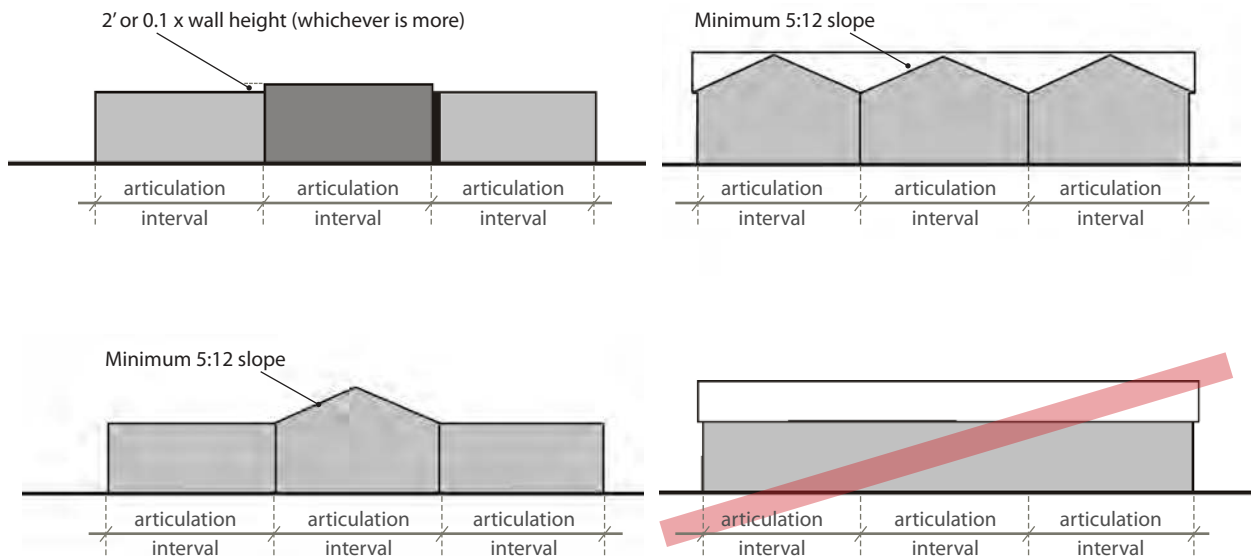 2’ or 0.1 x wall height (whichever is more)
articulation articulation articulation
interval interval interval
Minimum 5:12 slope
articulation articulation articulation
interval interval interval
Minimum 5:12 slope
articulation articulation articulation
interval interval interval
articulation articulation articulation
interval interval interval